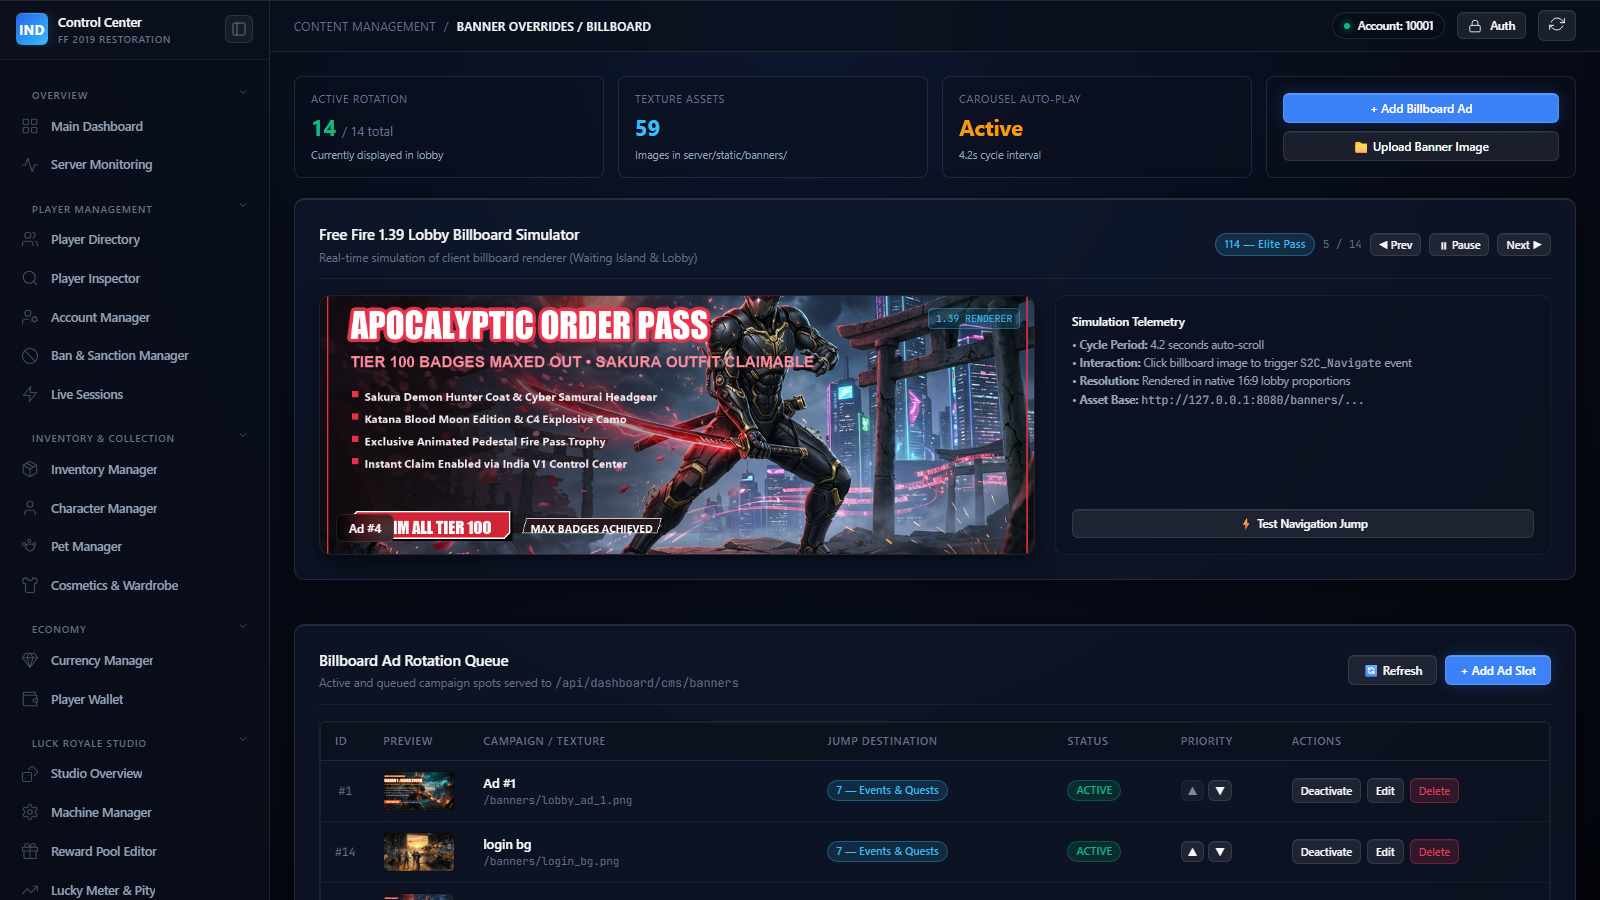 IND
Control Center
FF 2019 RESTORATION
CONTENT MANAGEMENT / BANNER OVERRIDES / BILLBOARD
Account: 10001
Auth
OVERVIEW
Main Dashboard
Server Monitoring
PLAYER MANAGEMENT
Player Directory
Player Inspector
Account Manager
Ban & Sanction Manager
Live Sessions
INVENTORY & COLLECTION
Inventory Manager
Character Manager
Pet Manager
Cosmetics & Wardrobe
ECONOMY
Currency Manager
Player Wallet
LUCK ROYALE STUDIO
Studio Overview
Machine Manager
Reward Pool Editor
Lucky Meter & Pity
ACTIVE ROTATION
14 / 14 total
Currently displayed in lobby
TEXTURE ASSETS
59
Images in server/static/banners/
CAROUSEL AUTO-PLAY
Active
4.2s cycle interval
+ Add Billboard Ad
Upload Banner Image
Free Fire 1.39 Lobby Billboard Simulator
Real-time simulation of client billboard renderer (Waiting Island & Lobby)
114 — Elite Pass
5 / 14
◀ Prev
⏸ Pause
Next ▶
APOCALYPTIC ORDER PASS
1.39 RENDERER
TIER 100 BADGES MAXED OUT • SAKURA OUTFIT CLAIMABLE
Sakura Demon Hunter Coat & Cyber Samurai Headgear
Katana Blood Moon Edition & C4 Explosive Camo
Exclusive Animated Pedestal Fire Pass Trophy
Instant Claim Enabled via India V1 Control Center
Ad #4
IM ALL TIER 100
MAX BADGES ACHIEVED
Simulation Telemetry
• Cycle Period: 4.2 seconds auto-scroll
• Interaction: Click billboard image to trigger S2C_Navigate event
• Resolution: Rendered in native 16:9 lobby proportions
• Asset Base: http://127.0.0.1:8080/banners/...
Test Navigation Jump
Billboard Ad Rotation Queue
Active and queued campaign spots served to /api/dashboard/cms/banners
Refresh
+ Add Ad Slot
ID PREVIEW CAMPAIGN / TEXTURE JUMP DESTINATION STATUS PRIORITY ACTIONS
#1
Ad #1
/banners/lobby_ad_1.png
7 — Events & Quests
ACTIVE
▲ ▼
Deactivate Edit Delete
#14
login bg
/banners/login_bg.png
7 — Events & Quests
ACTIVE
▲ ▼
Deactivate Edit Delete